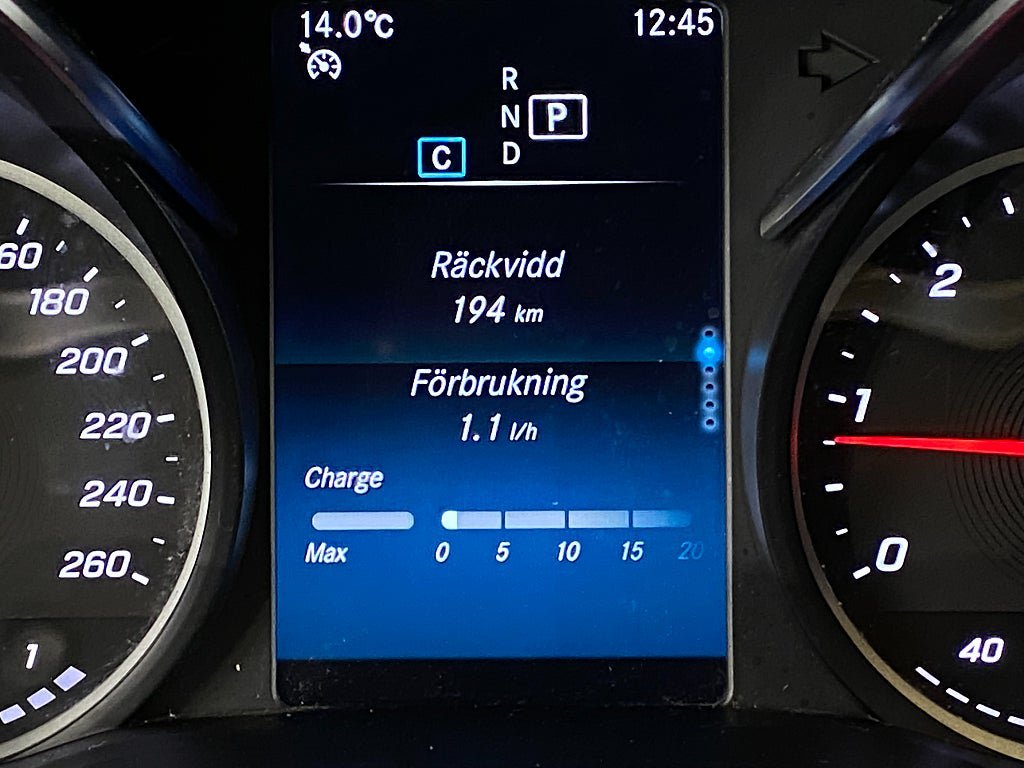 14.0°C 12:45
R
N P
C D
Räckvidd
194 km
Förbrukning
1.1 l/h
Charge
Max 0 5 10 15 20
60
180
200
220
240
260
1
2
1
0
40